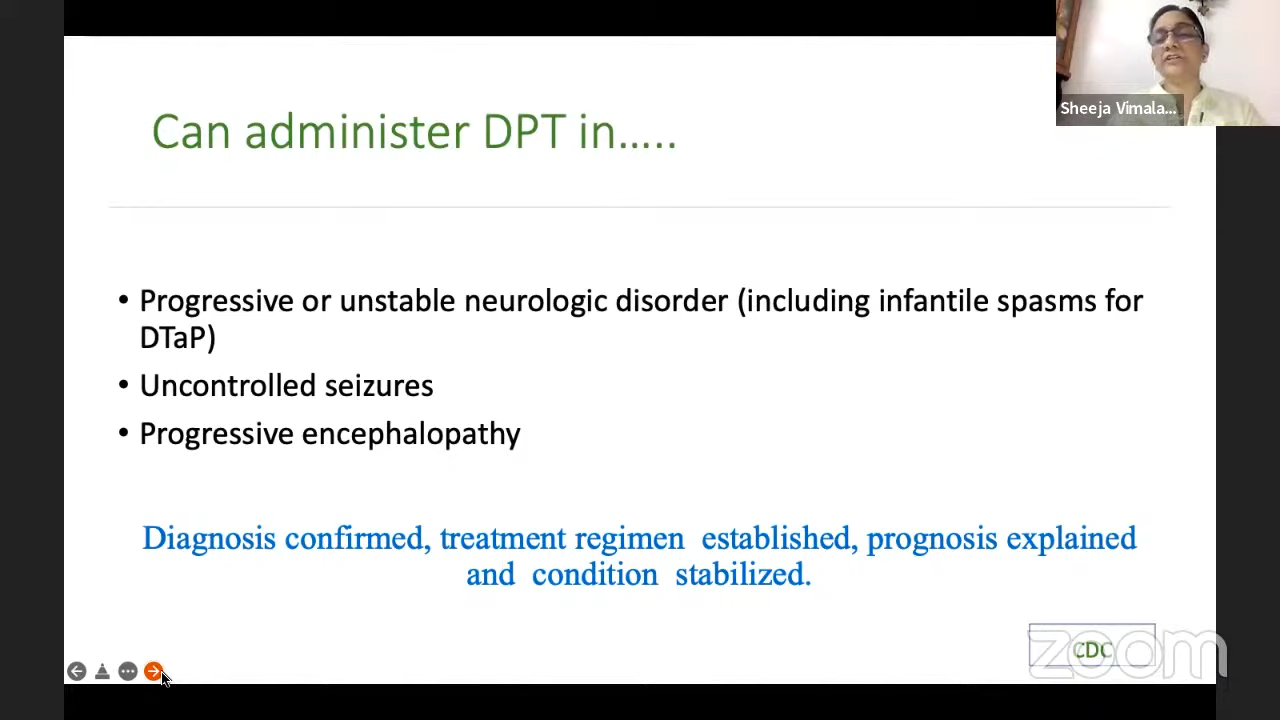 Sheeja Vimala...
Can administer DPT in.....
• Progressive or unstable neurologic disorder (including infantile spasms for
DTaP)
• Uncontrolled seizures
• Progressive encephalopathy
Diagnosis confirmed, treatment regimen established, prognosis explained
and condition stabilized.
CDC
zoom